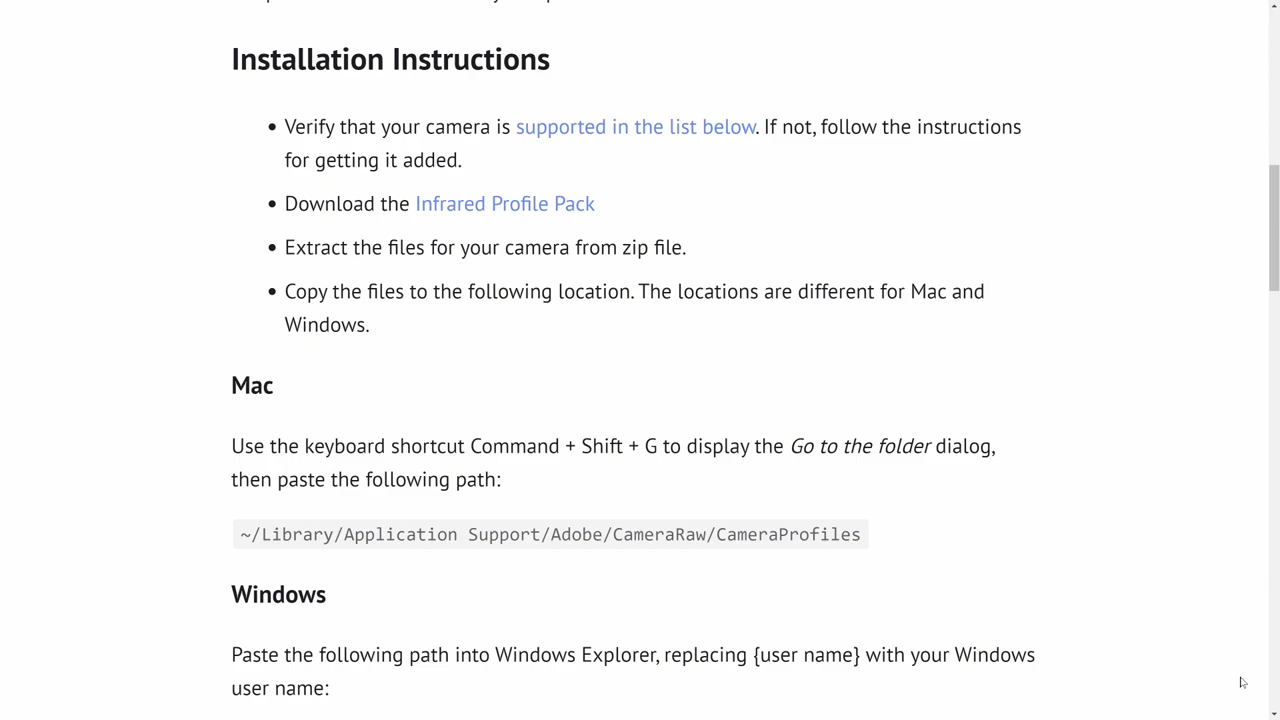 Installation Instructions
• Verify that your camera is supported in the list below. If not, follow the instructions
for getting it added.
• Download the Infrared Profile Pack
• Extract the files for your camera from zip file.
• Copy the files to the following location. The locations are different for Mac and
Windows.
Mac
Use the keyboard shortcut Command + Shift + G to display the Go to the folder dialog,
then paste the following path:
~/Library/Application Support/Adobe/CameraRaw/CameraProfiles
Windows
Paste the following path into Windows Explorer, replacing {user name} with your Windows
user name: